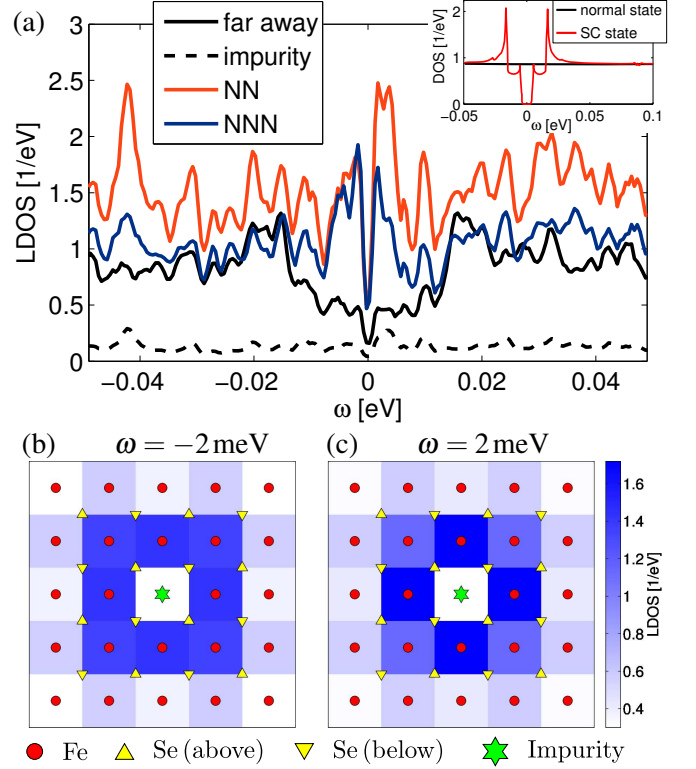 (a)
far away
impurity
NN
NNN
LDOS [1/eV]
3
2.5
2
1.5
1
0.5
0
−0.04
−0.02
0
0.02
0.04
ω [eV]
DOS [1/eV]
2
1
0
−0.05
0
0.05
0.1
ω [eV]
normal state
SC state
(b)
ω = −2 meV
(c)
ω = 2 meV
1.6
1.4
1.2
1
0.8
0.6
0.4
LDOS [1/eV]
Fe
Se (above)
Se (below)
Impurity